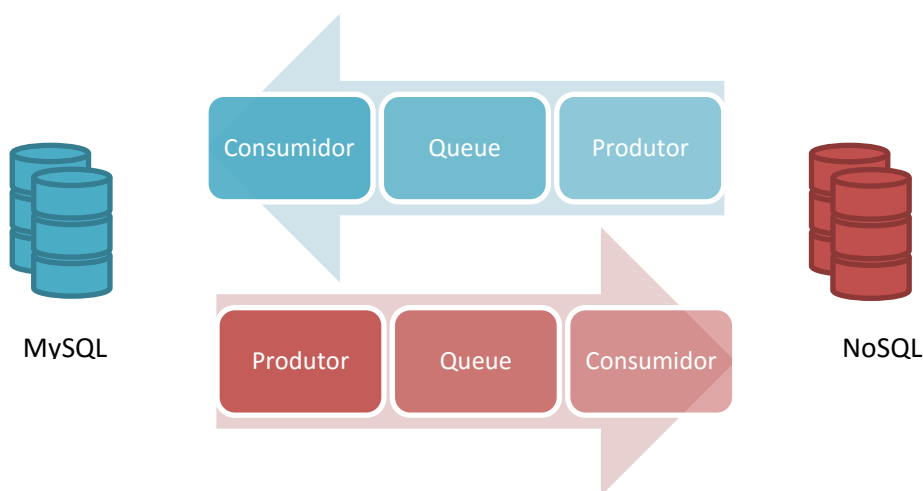 Consumidor
Queue
Produtor
MySQL
NoSQL
Produtor
Queue
Consumidor